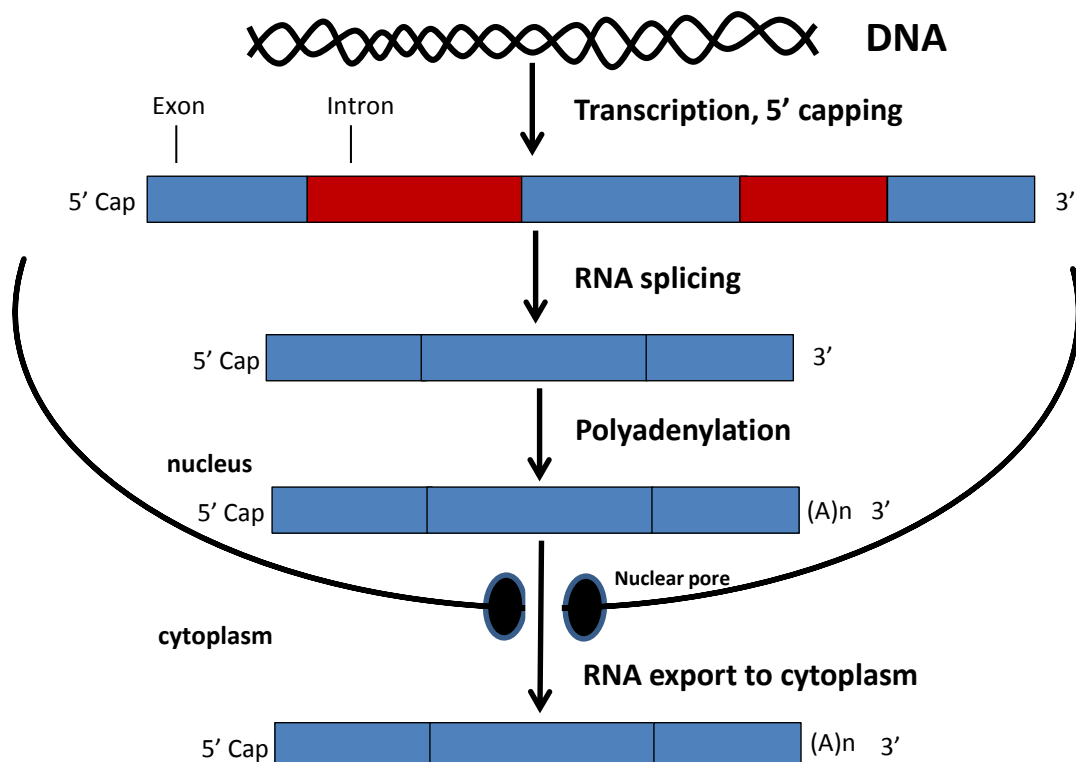 DNA
Transcription, 5’ capping
Exon
Intron
5’ Cap
3’
RNA splicing
5’ Cap
3’
Polyadenylation
nucleus
5’ Cap
(A)n 3’
Nuclear pore
cytoplasm
RNA export to cytoplasm
5’ Cap
(A)n 3’